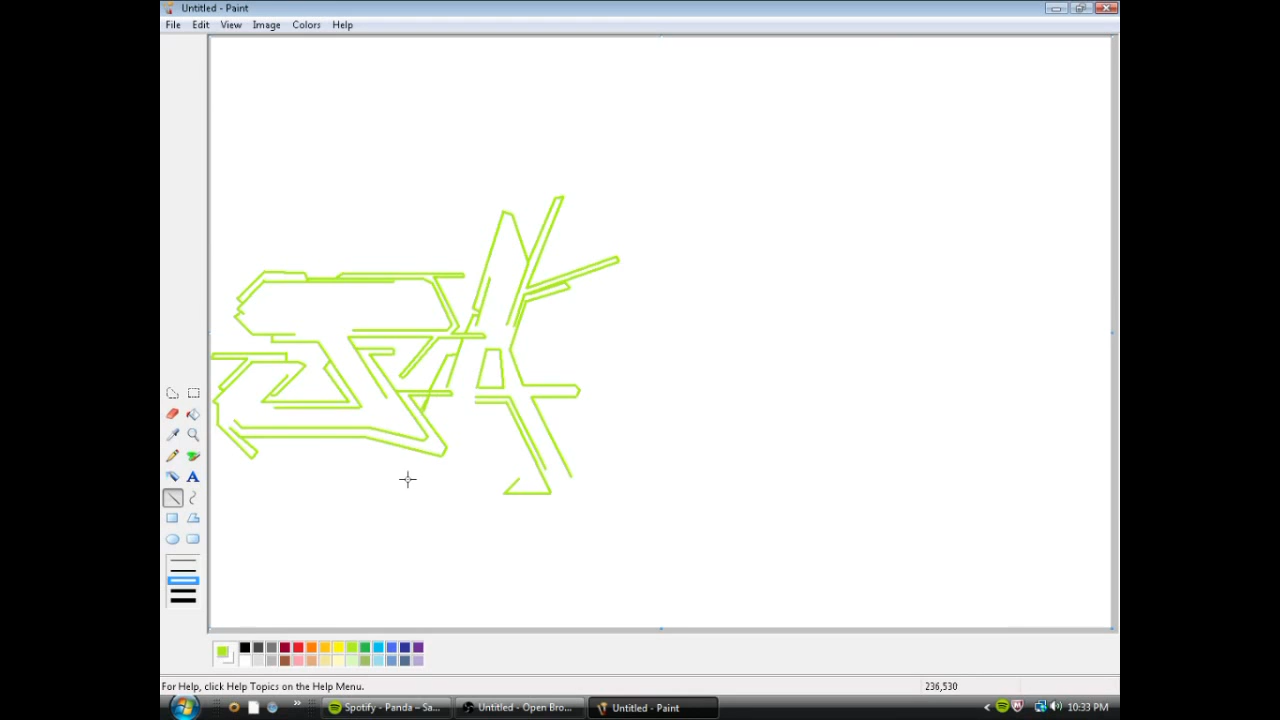 Untitled - Paint
File Edit View Image Colors Help
A
For Help, click Help Topics on the Help Menu.
236,530
Spotify - Panda – Sa...
Untitled - Open Bro...
Untitled - Paint
10:33 PM